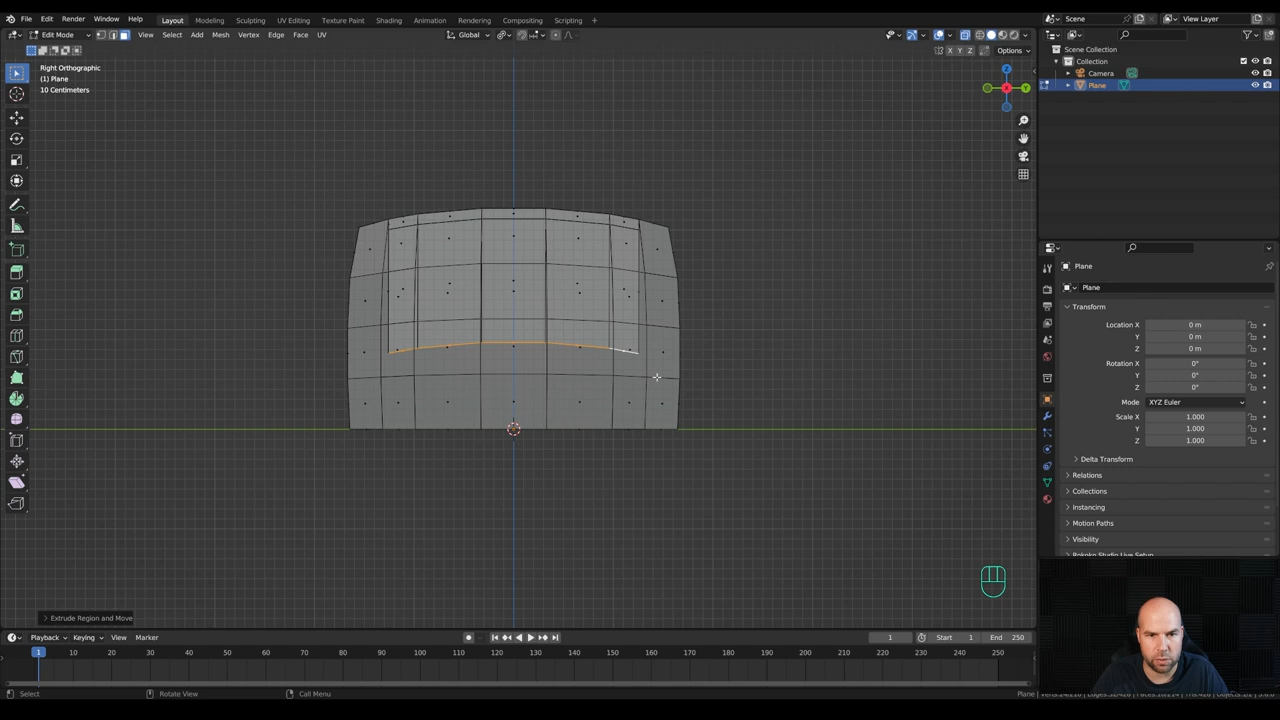 File Edit Render Window Help Layout Modeling Sculpting UV Editing Texture Paint Shading Animation Rendering Compositing Scripting + Scene View Layer
Edit Mode View Select Add Mesh Vertex Edge Face UV Global
X Y Z Options
Right Orthographic
(1) Plane
10 Centimeters
Z
Y
X
Scene Collection
Collection
Camera
Plane
Plane
Plane
Transform
Location X 0 m
Y 0 m
Z 0 m
Rotation X 0°
Y 0°
Z 0°
Mode XYZ Euler
Scale X 1.000
Y 1.000
Z 1.000
Delta Transform
Relations
Collections
Instancing
Motion Paths
Visibility
Rokoko Studio Live Setup
Extrude Region and Move
Playback Keying View Marker 1 Start 1 End 250
1 10 20 30 40 50 60 70 80 90 100 110 120 130 140 150 160 170 180 190 200 210 220 230 240 250
Select Rotate View Call Menu